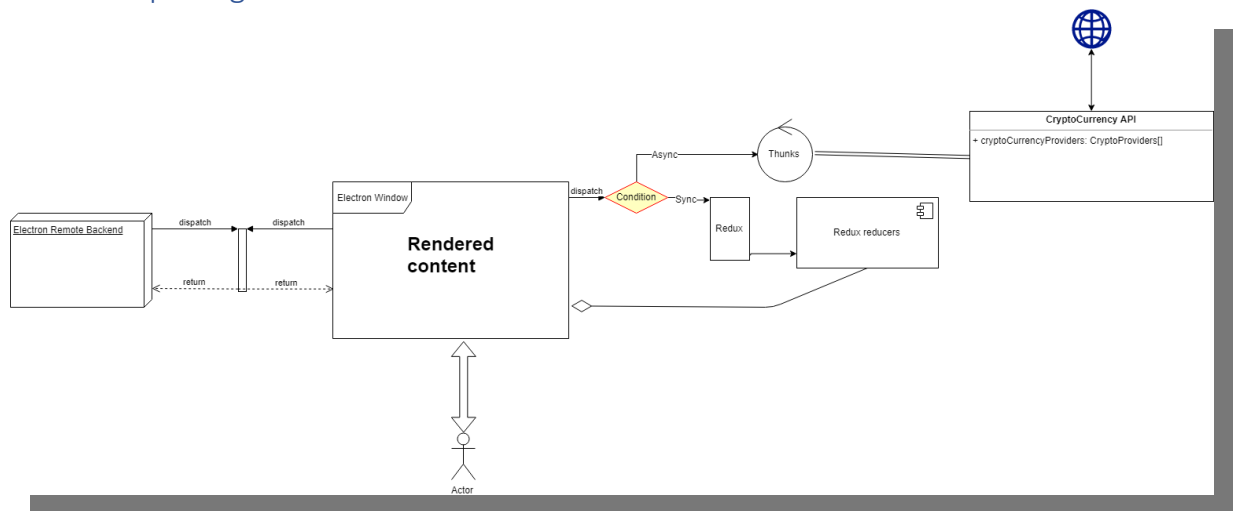 CryptoCurrency API
+ cryptoCurrencyProviders: CryptoProviders[]
Async
Thunks
Electron Window
dispatch
Condition
Sync
Redux
Redux reducers
Rendered
content
Electron Remote Backend
dispatch
dispatch
return
return
Actor